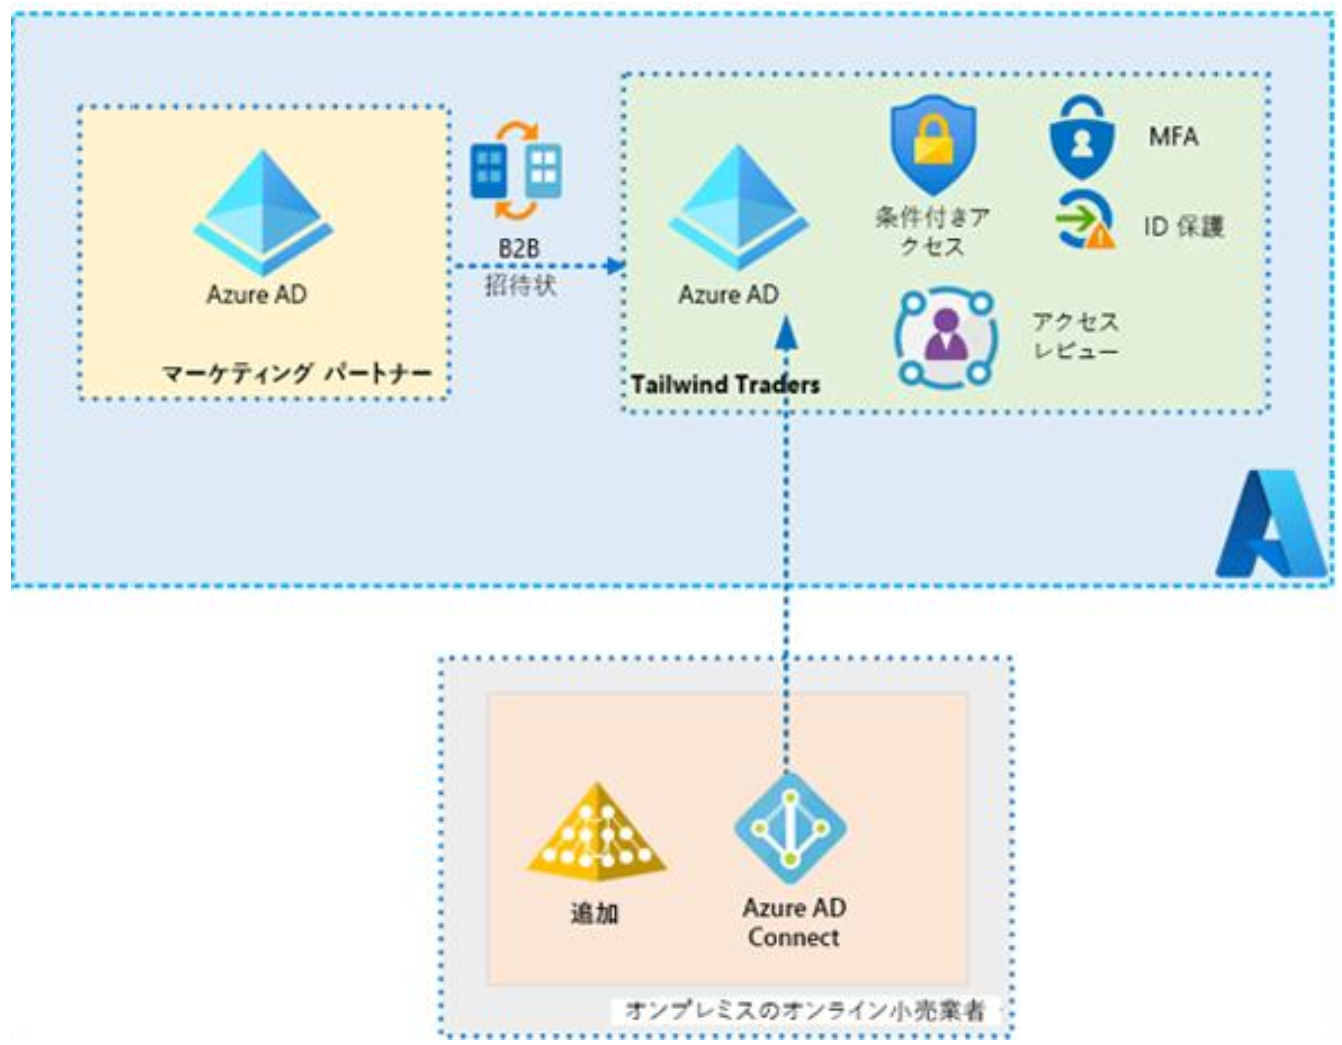 Azure AD
マーケティング パートナー
B2B
招待状
Azure AD
Tailwind Traders
条件付きア
クセス
MFA
ID 保護
アクセス
レビュー
追加
Azure AD
Connect
オンプレミスのオンライン小売業者